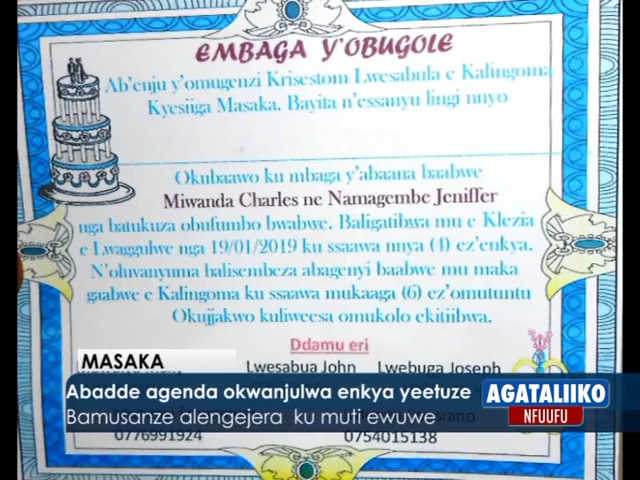 EMBAGA Y'OBUGOLE
Ab'enju y'omugenzi Krisestom Lwesabula e Kalingoma
Kyesiiga Masaka. Bayita n'essanyu lingi nnyo
Okubaawo ku mbaga y'abaana baabwe
Miwanda Charles ne Namagembe Jeniffer
nga batukuza obufumbo bwabwe. Baligatibwa mu e Klezia
e Lwaggulwe nga 19/01/2019 ku ssaawa nnya (4) ez'enkya.
N'oluvanyuma balisembeza abagenyi baabwe mu maka
gaabwe e Kalingoma ku ssaawa mukaaga (6) ez'omutuntu
Okujjakwo kuliweesa omukolo ekitiibwa.
Ddamu eri
Lwesabua John Lwebuga Joseph
MASAKA
Abadde agenda okwanjulwa enkya yeetuze
Bamusanze alengejera ku muti ewuwe
AGATALIIKO
NFUUFU
0776991924 0754015138